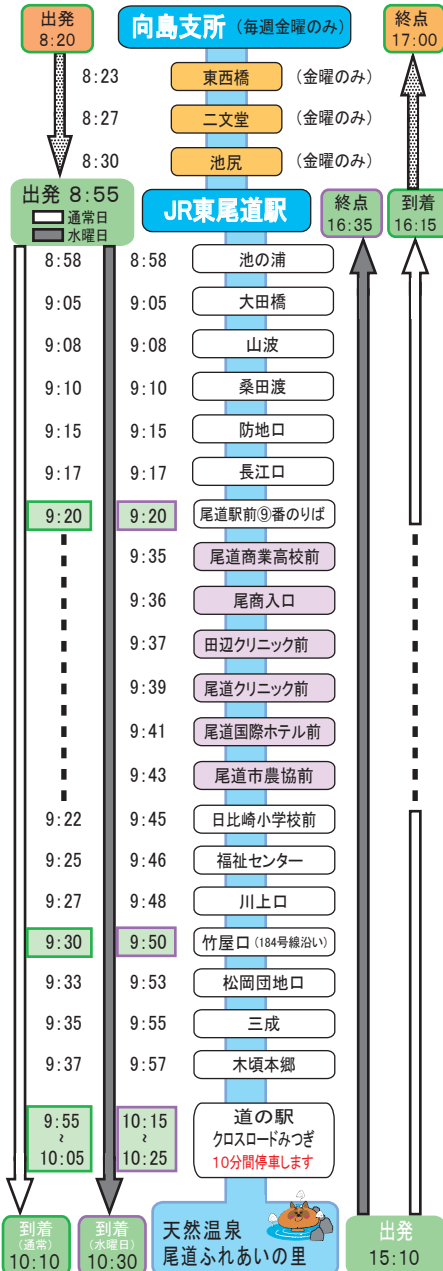 出発
8:20
向島支所 (毎週金曜のみ)
終点
17:00
8:23 東西橋 (金曜のみ)
8:27 二文堂 (金曜のみ)
8:30 池尻 (金曜のみ)
出発 8:55
通常日
水曜日
JR東尾道駅
終点
16:35
到着
16:15
8:58 8:58 池の浦
9:05 9:05 大田橋
9:08 9:08 山波
9:10 9:10 桑田渡
9:15 9:15 防地口
9:17 9:17 長江口
9:20 9:20 尾道駅前⑨番のりば
9:35 尾道商業高校前
9:36 尾商入口
9:37 田辺クリニック前
9:39 尾道クリニック前
9:41 尾道国際ホテル前
9:43 尾道市農協前
9:22 9:45 日比崎小学校前
9:25 9:46 福祉センター
9:27 9:48 川上口
9:30 9:50 竹屋口 (184号線沿い)
9:33 9:53 松岡団地口
9:35 9:55 三成
9:37 9:57 木頃本郷
9:55
~
10:05
10:15
~
10:25
道の駅
クロスロードみつぎ
10分間停車します
到着
(通常)
10:10
到着
(水曜日)
10:30
天然温泉
尾道ふれあいの里
出発
15:10